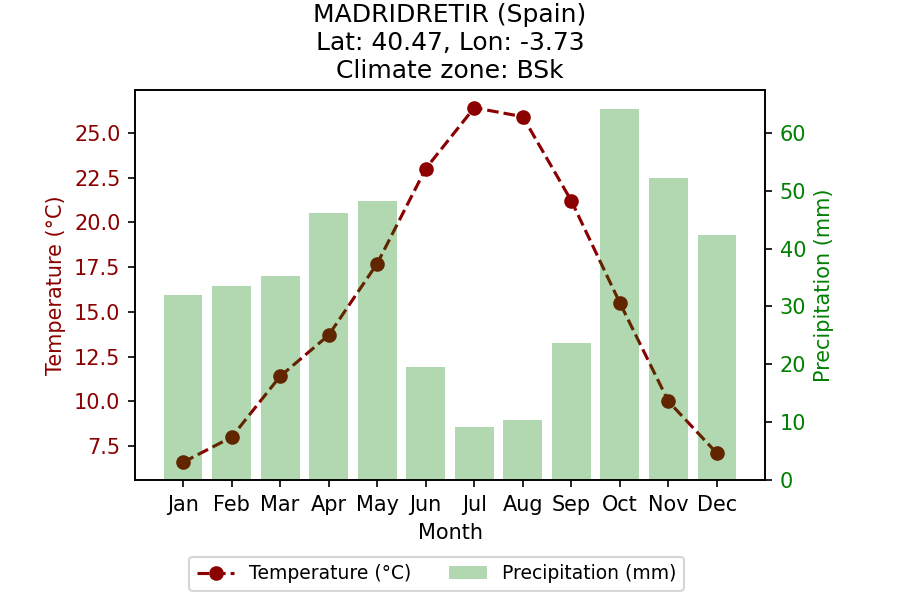 MADRIDRETIR (Spain)
Lat: 40.47, Lon: -3.73
Climate zone: BSk
Temperature (°C)
25.0
22.5
20.0
17.5
15.0
12.5
10.0
7.5
60
50
40
30
20
10
0
Precipitation (mm)
Jan Feb Mar Apr May Jun Jul Aug Sep Oct Nov Dec
Month
Temperature (°C) Precipitation (mm)